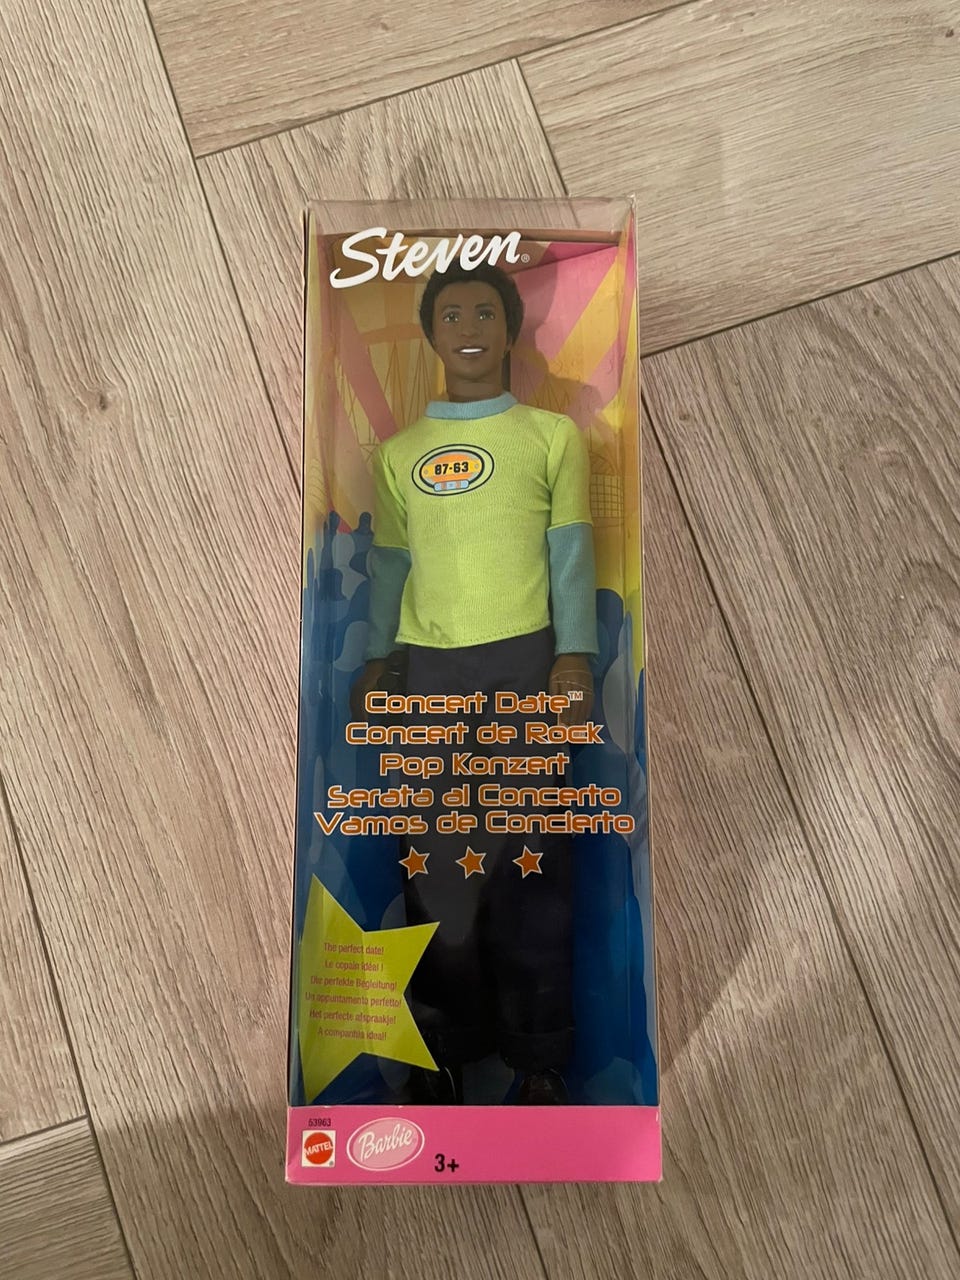 Steven®
87-63
Concert Date™
Concert de Rock
Pop Konzert
Serata al Concerto
Vamos de Concierto
The perfect date!
Le copain idéal !
Die perfekte Begleitung!
Un appuntamento perfetto!
Het perfecte afspraakje!
A companhia ideal!
53963
MATTEL
Barbie
3+